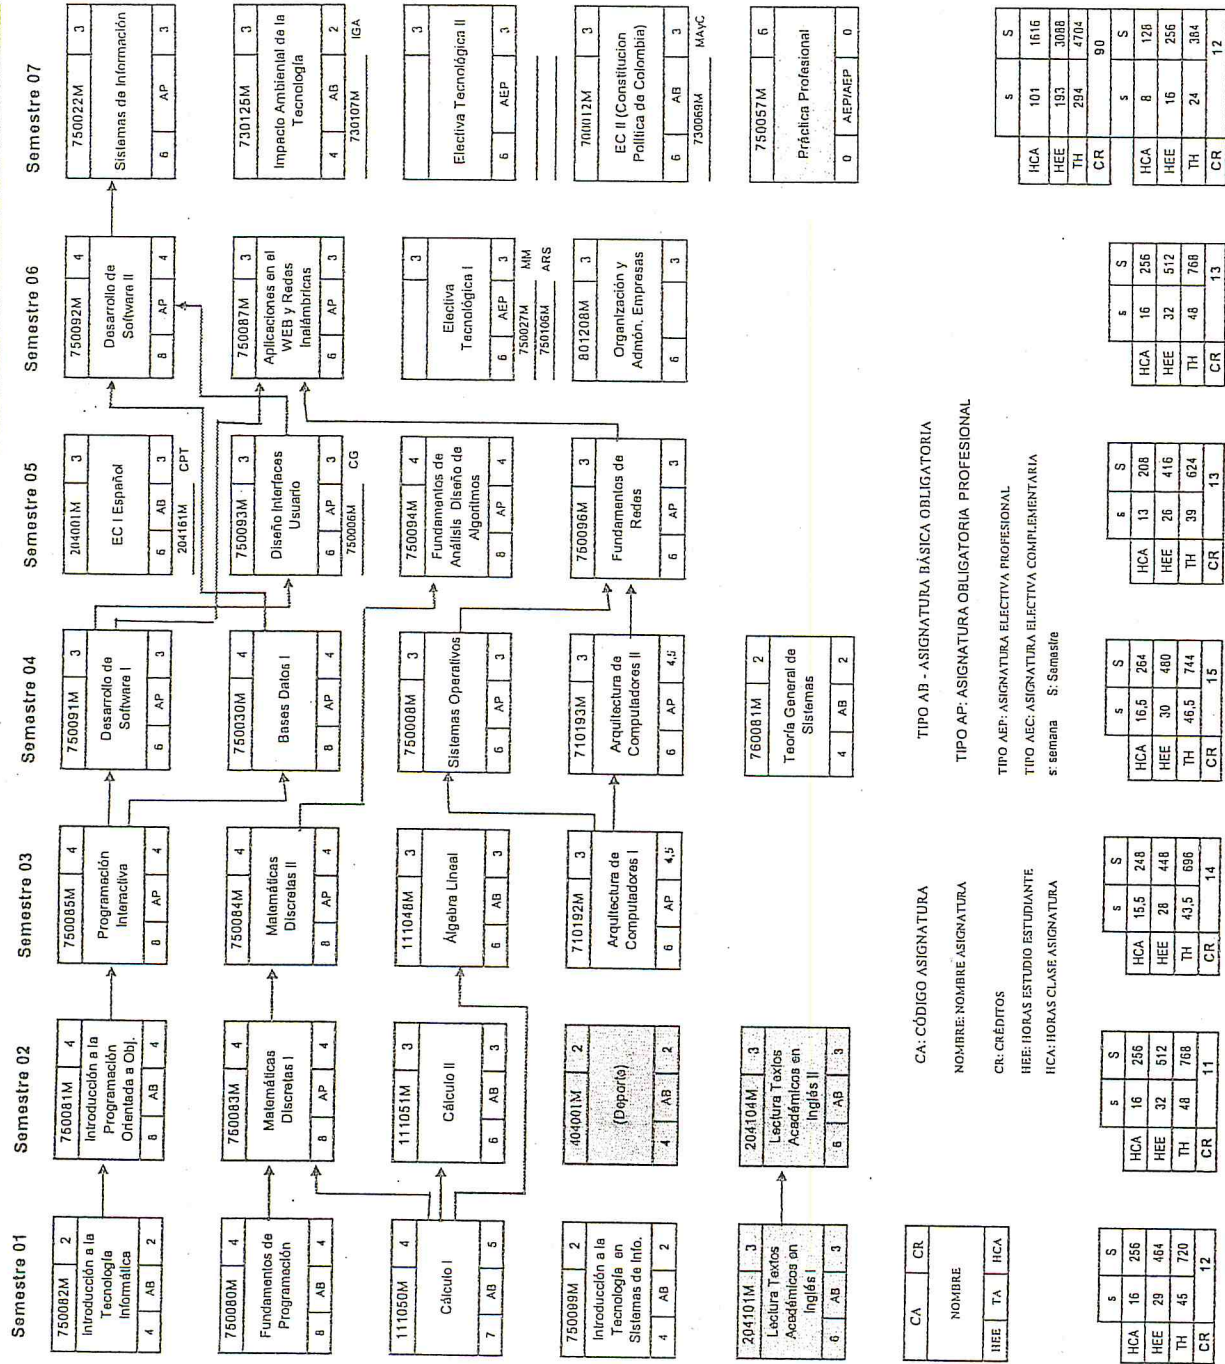 Semestre 01
750082M 2
Introducción a la
Tecnología
Informática
4 AB 2
750080M 4
Fundamentos de
Programación
8 AB 4
111050M 4
Cálculo I
7 AB 5
750089M 2
Introducción a la
Tecnología en
Sistemas de Info.
4 AB 2
204101M 3
Lectura Textos
Académicos en
Inglés I
6 AB 3
Semestre 02
750081M 4
Introducción a la
Programación
Orientada a Obj.
8 AB 4
750083M 4
Matemáticas
Discretas I
8 AP 4
111051M 3
Cálculo II
6 AB 3
404001M 2
(Deporte)
4 AB 2
204104M 3
Lectura Textos
Académicos en
Inglés II
6 AB 3
Semestre 03
750085M 4
Programación
Interactiva
8 AP 4
750084M 4
Matemáticas
Discretas II
8 AP 4
111048M 3
Álgebra Lineal
6 AB 3
710192M 3
Arquitectura de
Computadores I
6 AP 4,5
Semestre 04
750091M 3
Desarrollo de
Software I
6 AP 3
750030M 4
Bases Datos I
8 AP 4
750008M 3
Sistemas Operativos
6 AP 3
710193M 3
Arquitectura de
Computadores II
6 AP 4,5
760081M 2
Teoría General de
Sistemas
4 AB 2
Semestre 05
204001M 3
EC I Español
6 AB 3
204161M CPT
750093M 3
Diseño Interfaces
Usuario
6 AP 3
750006M CG
750094M 4
Fundamentos de
Análisis Diseño de
Algoritmos
8 AP 4
750096M 3
Fundamentos de
Redes
6 AP 3
Semestre 06
750092M 4
Desarrollo de
Software II
8 AP 4
750087M 3
Aplicaciones en el
WEB y Redes
Inalámbricas
6 AP 3
3
Electiva
Tecnológica I
6 AEP 3
750027M MM
750106M ARS
801208M 3
Organización y
Admón. Empresas
6 3
Semestre 07
750022M 3
Sistemas de Información
6 AP 3
730125M 3
Impacto Ambiental de la
Tecnología
4 AB 2
730107M IGA
3
Electiva Tecnológica II
6 AEP 3
700012M 3
EC II (Constitucion
Política de Colombia)
6 AB 3
730069M MAyC
750057M 6
Práctica Profesional
0 AEP/AEP 0
CA CR
NOMBRE
HEE TA HCA
CA: CÓDIGO ASIGNATURA
NOMBRE: NOMBRE ASIGNATURA
CR: CRÉDITOS
HEE: HORAS ESTUDIO ESTUDIANTE
HCA: HORAS CLASE ASIGNATURA
TIPO AB - ASIGNATURA BÁSICA OBLIGATORIA
TIPO AP: ASIGNATURA OBLIGATORIA PROFESIONAL
TIPO AEP: ASIGNATURA ELECTIVA PROFESIONAL
TIPO AEC: ASIGNATURA ELECTIVA COMPLEMENTARIA
s: semana S: Semestre
s S
HCA 16 256
HEE 29 464
TH 45 720
CR 12
s S
HCA 16 256
HEE 32 512
TH 48 768
CR 11
s S
HCA 15,5 248
HEE 28 448
TH 43,5 696
CR 14
s S
HCA 16,5 264
HEE 30 480
TH 46,5 744
CR 15
s S
HCA 13 208
HEE 26 416
TH 39 624
CR 13
s S
HCA 16 256
HEE 32 512
TH 48 768
CR 13
s S
HCA 101 1616
HEE 193 3088
TH 294 4704
CR 90
s S
HCA 8 128
HEE 16 256
TH 24 384
CR 12